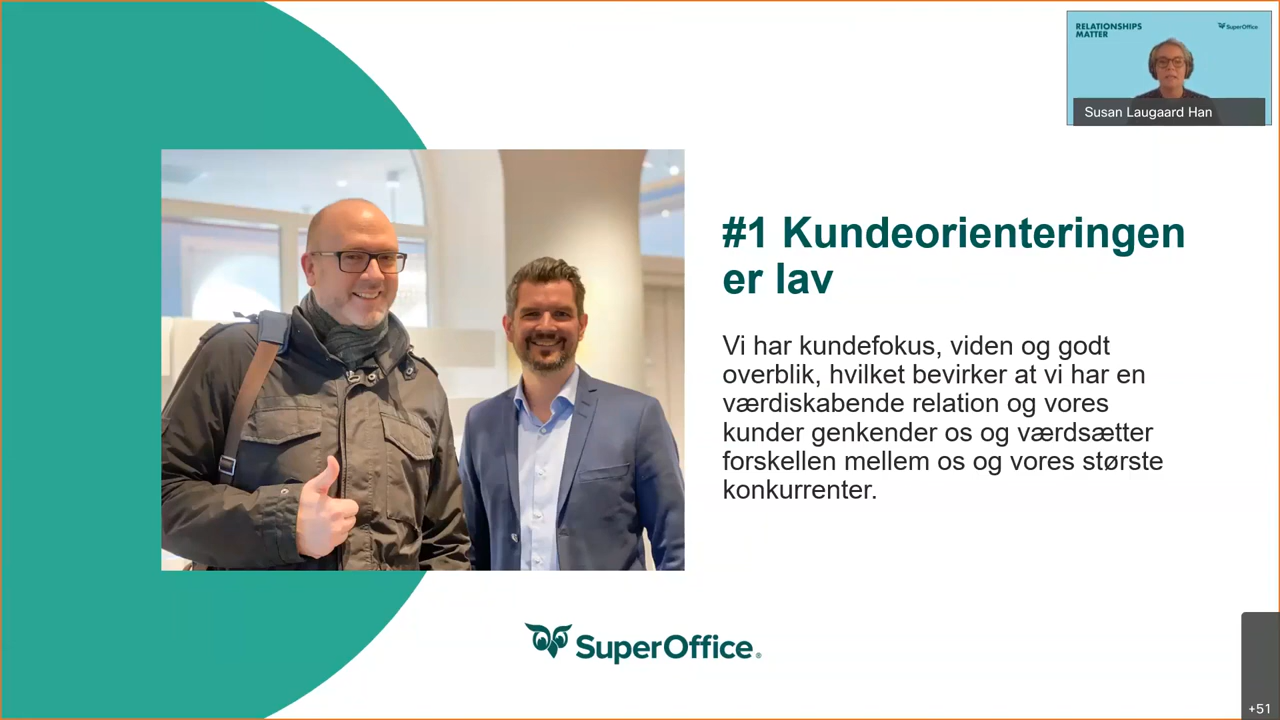 RELATIONSHIPS
MATTER
SuperOffice
Susan Laugaard Han
#1 Kundeorienteringen
er lav
Vi har kundefokus, viden og godt
overblik, hvilket bevirker at vi har en
værdiskabende relation og vores
kunder genkender os og værdsætter
forskellen mellem os og vores største
konkurrenter.
SuperOffice®
+51